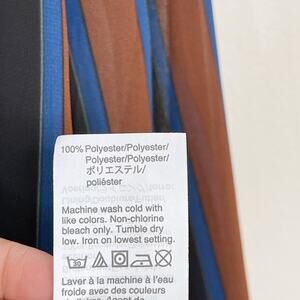 100% Polyester/Polyester/
Polyester/Polyester/
ポリエステル/
poliéster
Machine wash cold with
like colors. Non-chlorine
bleach only. Tumble dry
low. Iron on lowest setting.
30
Laver à la machine à l'eau
froide avec des couleurs